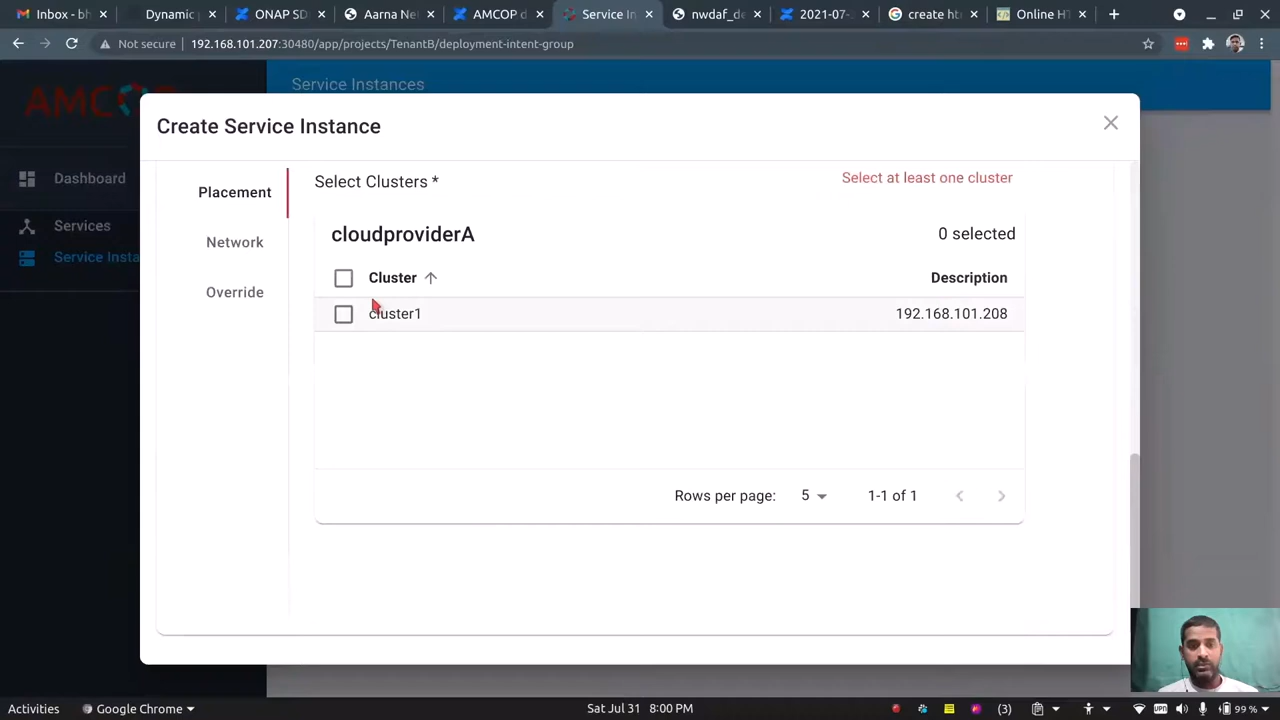 Inbox - bh
Dynamic
ONAP SD
Arna Ne
AMCOP d
Service In
nwdaf_de
2021-07-
create ht
Online HT
Not secure
192.168.101.207:30480/app/projects/TenantB/deployment-intent-group
Service Instances
Create Service Instance
Dashboard
Services
Service Insta
Placement
Network
Override
Select Clusters *
Select at least one cluster
cloudproviderA
0 selected
Cluster
Description
cluster1
192.168.101.208
Rows per page:
5
1-1 of 1
Activities
Google Chrome
Sat Jul 31 8:00 PM
(3)
99 %